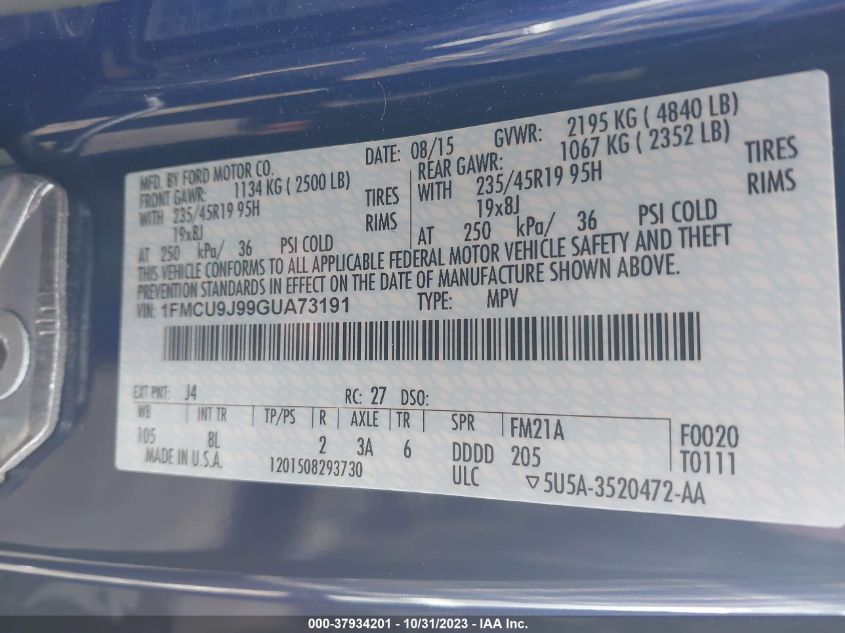 MFD. BY FORD MOTOR CO. DATE: 08/15 GVWR: 2195 KG ( 4840 LB)
FRONT GAWR: 1134 KG ( 2500 LB) REAR GAWR: 1067 KG ( 2352 LB)
WITH 235/45R19 95H TIRES WITH 235/45R19 95H TIRES
19x8J RIMS 19x8J RIMS
AT 250 kPa/ 36 PSI COLD AT 250 kPa/ 36 PSI COLD
THIS VEHICLE CONFORMS TO ALL APPLICABLE FEDERAL MOTOR VEHICLE SAFETY AND THEFT
PREVENTION STANDARDS IN EFFECT ON THE DATE OF MANUFACTURE SHOWN ABOVE.
VIN: 1FMCU9J99GUA73191 TYPE: MPV
EXT PNT: J4 RC: 27 DSO:
WB INT TR TP/PS R AXLE TR SPR FM21A F0020
105 8L 2 3A 6 DDDD 205 T0111
MADE IN U.S.A. 1201508293730 ULC ▽5U5A-3520472-AA
000-37934201 - 10/31/2023 - IAA Inc.